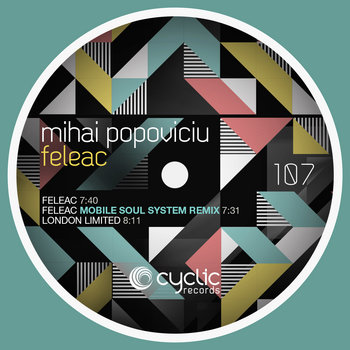 mihai popoviciu
feleac
107
FELEAC 7:40
FELEAC MOBILE SOUL SYSTEM REMIX 7:31
LONDON LIMITED 8:11
cyclic
records